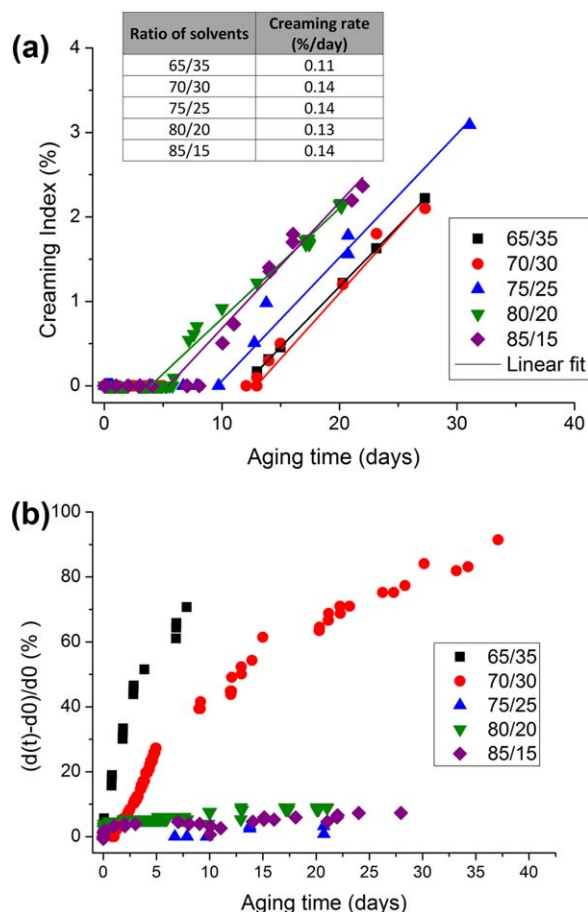 (a)
Ratio of solvents Creaming rate (%/day)
65/35 0.11
70/30 0.14
75/25 0.14
80/20 0.13
85/15 0.14
Creaming Index (%)
4
3
2
1
0
65/35
70/30
75/25
80/20
85/15
Linear fit
0 10 20 30 40
Aging time (days)
(b)
(d(t)-d0)/d0 (%)
100
80
60
40
20
0
65/35
70/30
75/25
80/20
85/15
0 5 10 15 20 25 30 35 40
Aging time (days)